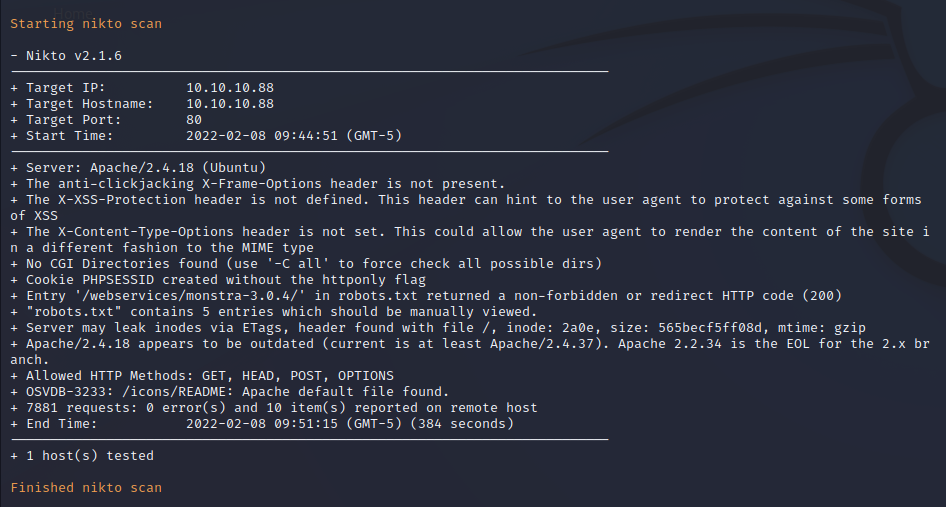 Starting nikto scan
- Nikto v2.1.6
+ Target IP: 10.10.10.88
+ Target Hostname: 10.10.10.88
+ Target Port: 80
+ Start Time: 2022-02-08 09:44:51 (GMT-5)
+ Server: Apache/2.4.18 (Ubuntu)
+ The anti-clickjacking X-Frame-Options header is not present.
+ The X-XSS-Protection header is not defined. This header can hint to the user agent to protect against some forms
of XSS
+ The X-Content-Type-Options header is not set. This could allow the user agent to render the content of the site i
n a different fashion to the MIME type
+ No CGI Directories found (use '-C all' to force check all possible dirs)
+ Cookie PHPSESSID created without the httponly flag
+ Entry '/webservices/monstra-3.0.4/' in robots.txt returned a non-forbidden or redirect HTTP code (200)
+ "robots.txt" contains 5 entries which should be manually viewed.
+ Server may leak inodes via ETags, header found with file /, inode: 2a0e, size: 565becf5ff08d, mtime: gzip
+ Apache/2.4.18 appears to be outdated (current is at least Apache/2.4.37). Apache 2.2.34 is the EOL for the 2.x br
anch.
+ Allowed HTTP Methods: GET, HEAD, POST, OPTIONS
+ OSVDB-3233: /icons/README: Apache default file found.
+ 7881 requests: 0 error(s) and 10 item(s) reported on remote host
+ End Time: 2022-02-08 09:51:15 (GMT-5) (384 seconds)
+ 1 host(s) tested
Finished nikto scan